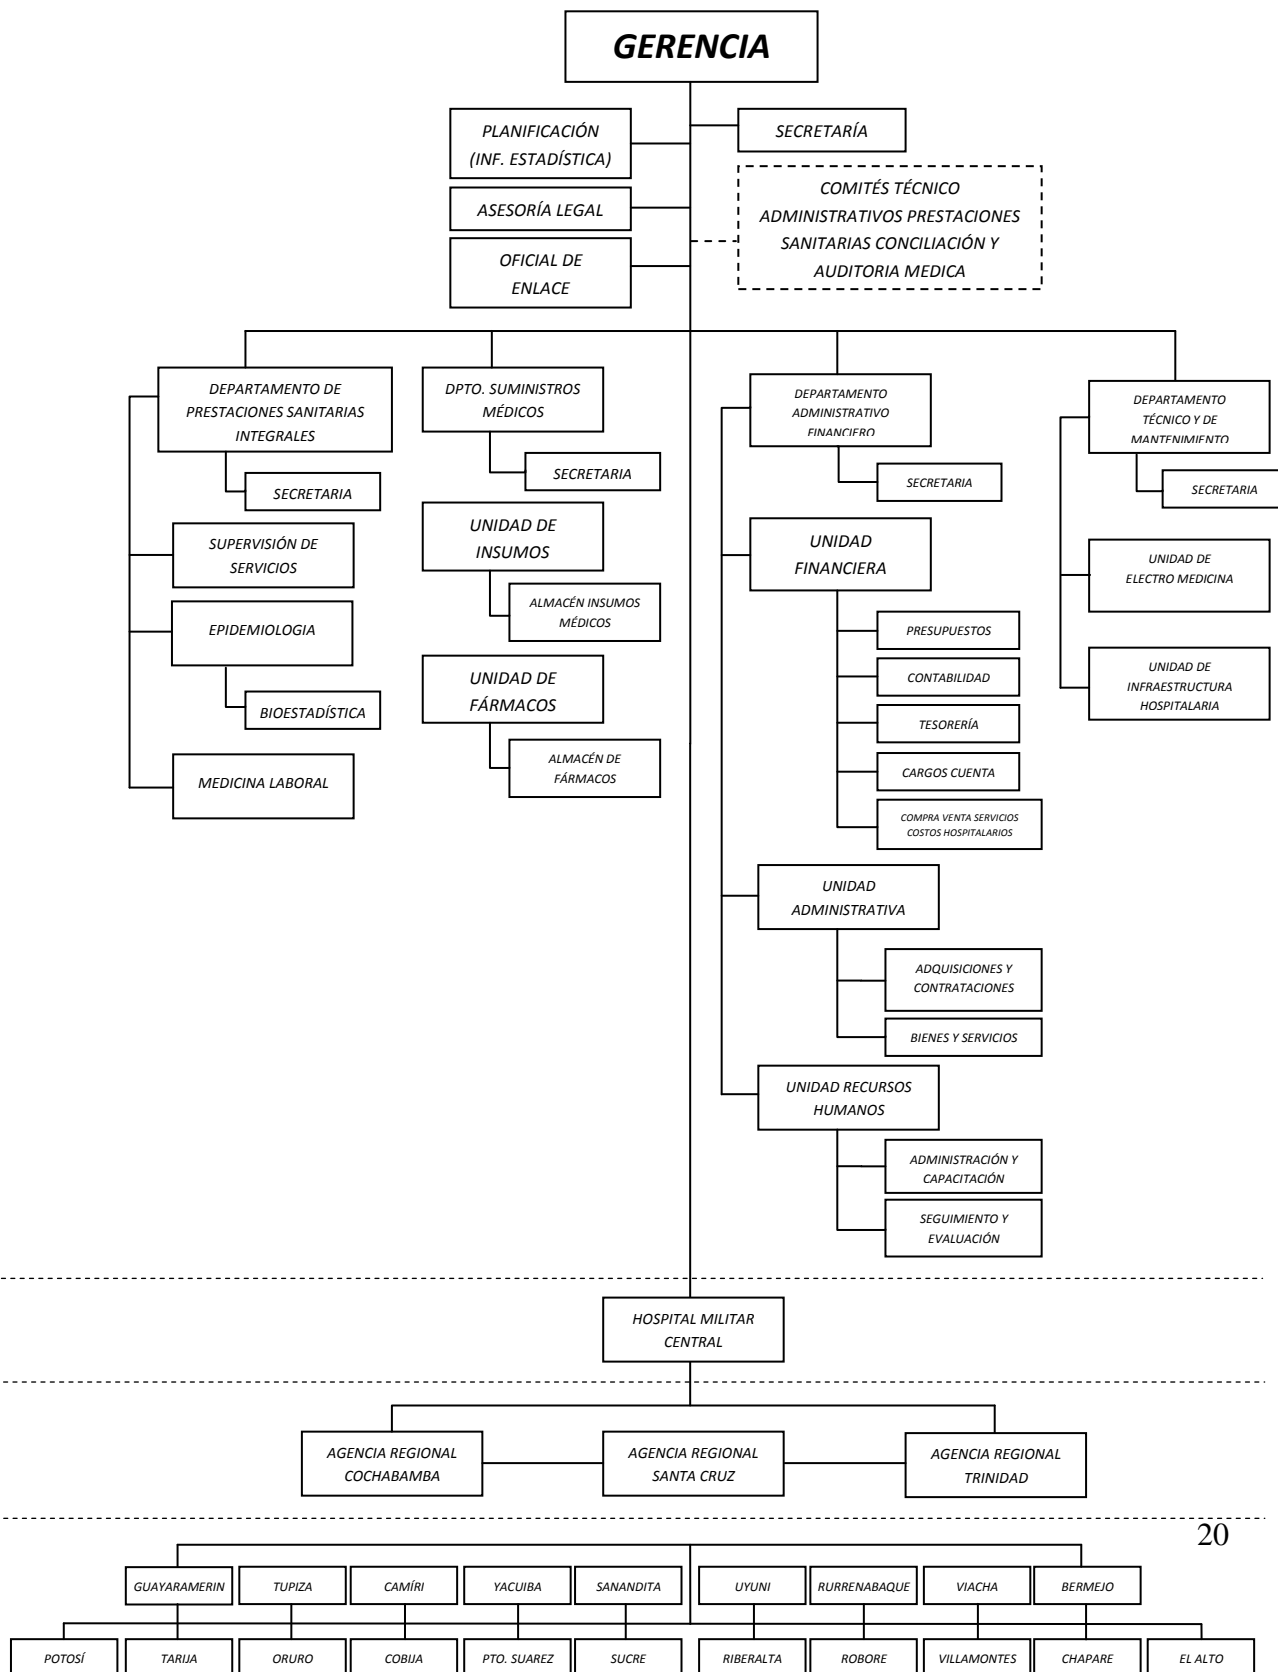 GERENCIA
PLANIFICACIÓN
(INF. ESTADÍSTICA)
SECRETARÍA
ASESORÍA LEGAL
OFICIAL DE
ENLACE
COMITÉS TÉCNICO
ADMINISTRATIVOS PRESTACIONES
SANITARIAS CONCILIACIÓN Y
AUDITORIA MEDICA
DEPARTAMENTO DE
PRESTACIONES SANITARIAS
INTEGRALES
SECRETARIA
SUPERVISIÓN DE
SERVICIOS
EPIDEMIOLOGIA
BIOESTADÍSTICA
MEDICINA LABORAL
DPTO. SUMINISTROS
MÉDICOS
SECRETARIA
UNIDAD DE
INSUMOS
ALMACÉN INSUMOS
MÉDICOS
UNIDAD DE
FÁRMACOS
ALMACÉN DE
FÁRMACOS
DEPARTAMENTO
ADMINISTRATIVO
FINANCIERO
SECRETARIA
UNIDAD
FINANCIERA
PRESUPUESTOS
CONTABILIDAD
TESORERÍA
CARGOS CUENTA
COMPRA VENTA SERVICIOS
COSTOS HOSPITALARIOS
UNIDAD
ADMINISTRATIVA
ADQUISICIONES Y
CONTRATACIONES
BIENES Y SERVICIOS
UNIDAD RECURSOS
HUMANOS
ADMINISTRACIÓN Y
CAPACITACIÓN
SEGUIMIENTO Y
EVALUACIÓN
DEPARTAMENTO
TÉCNICO Y DE
MANTENIMIENTO
SECRETARIA
UNIDAD DE
ELECTRO MEDICINA
UNIDAD DE
INFRAESTRUCTURA
HOSPITALARIA
HOSPITAL MILITAR
CENTRAL
AGENCIA REGIONAL
COCHABAMBA
AGENCIA REGIONAL
SANTA CRUZ
AGENCIA REGIONAL
TRINIDAD
20
GUAYARAMERIN
TUPIZA
CAMÍRI
YACUIBA
SANANDITA
UYUNI
RURRENABAQUE
VIACHA
BERMEJO
POTOSÍ
TARIJA
ORURO
COBIJA
PTO. SUAREZ
SUCRE
RIBERALTA
ROBORE
VILLAMONTES
CHAPARE
EL ALTO